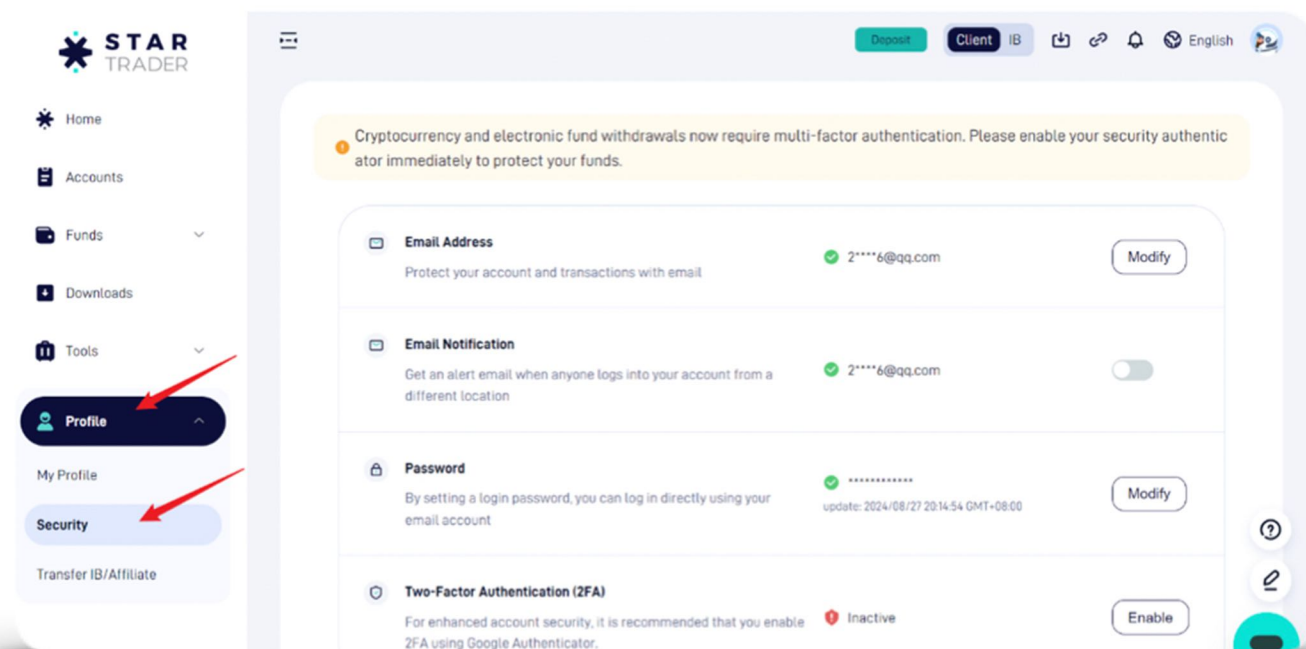 STAR
TRADER
Deposit
Client
IB
English
Home
Accounts
Funds
Downloads
Tools
Profile
My Profile
Security
Transfer IB/Affiliate
Cryptocurrency and electronic fund withdrawals now require multi-factor authentication. Please enable your security authentic
ator immediately to protect your funds.
Email Address
Protect your account and transactions with email
2****6@qq.com
Modify
Email Notification
Get an alert email when anyone logs into your account from a
different location
2****6@qq.com
Password
By setting a login password, you can log in directly using your
email account
************
update: 2024/08/27 20:14:54 GMT+08:00
Modify
Two-Factor Authentication (2FA)
For enhanced account security, it is recommended that you enable
2FA using Google Authenticator.
Inactive
Enable